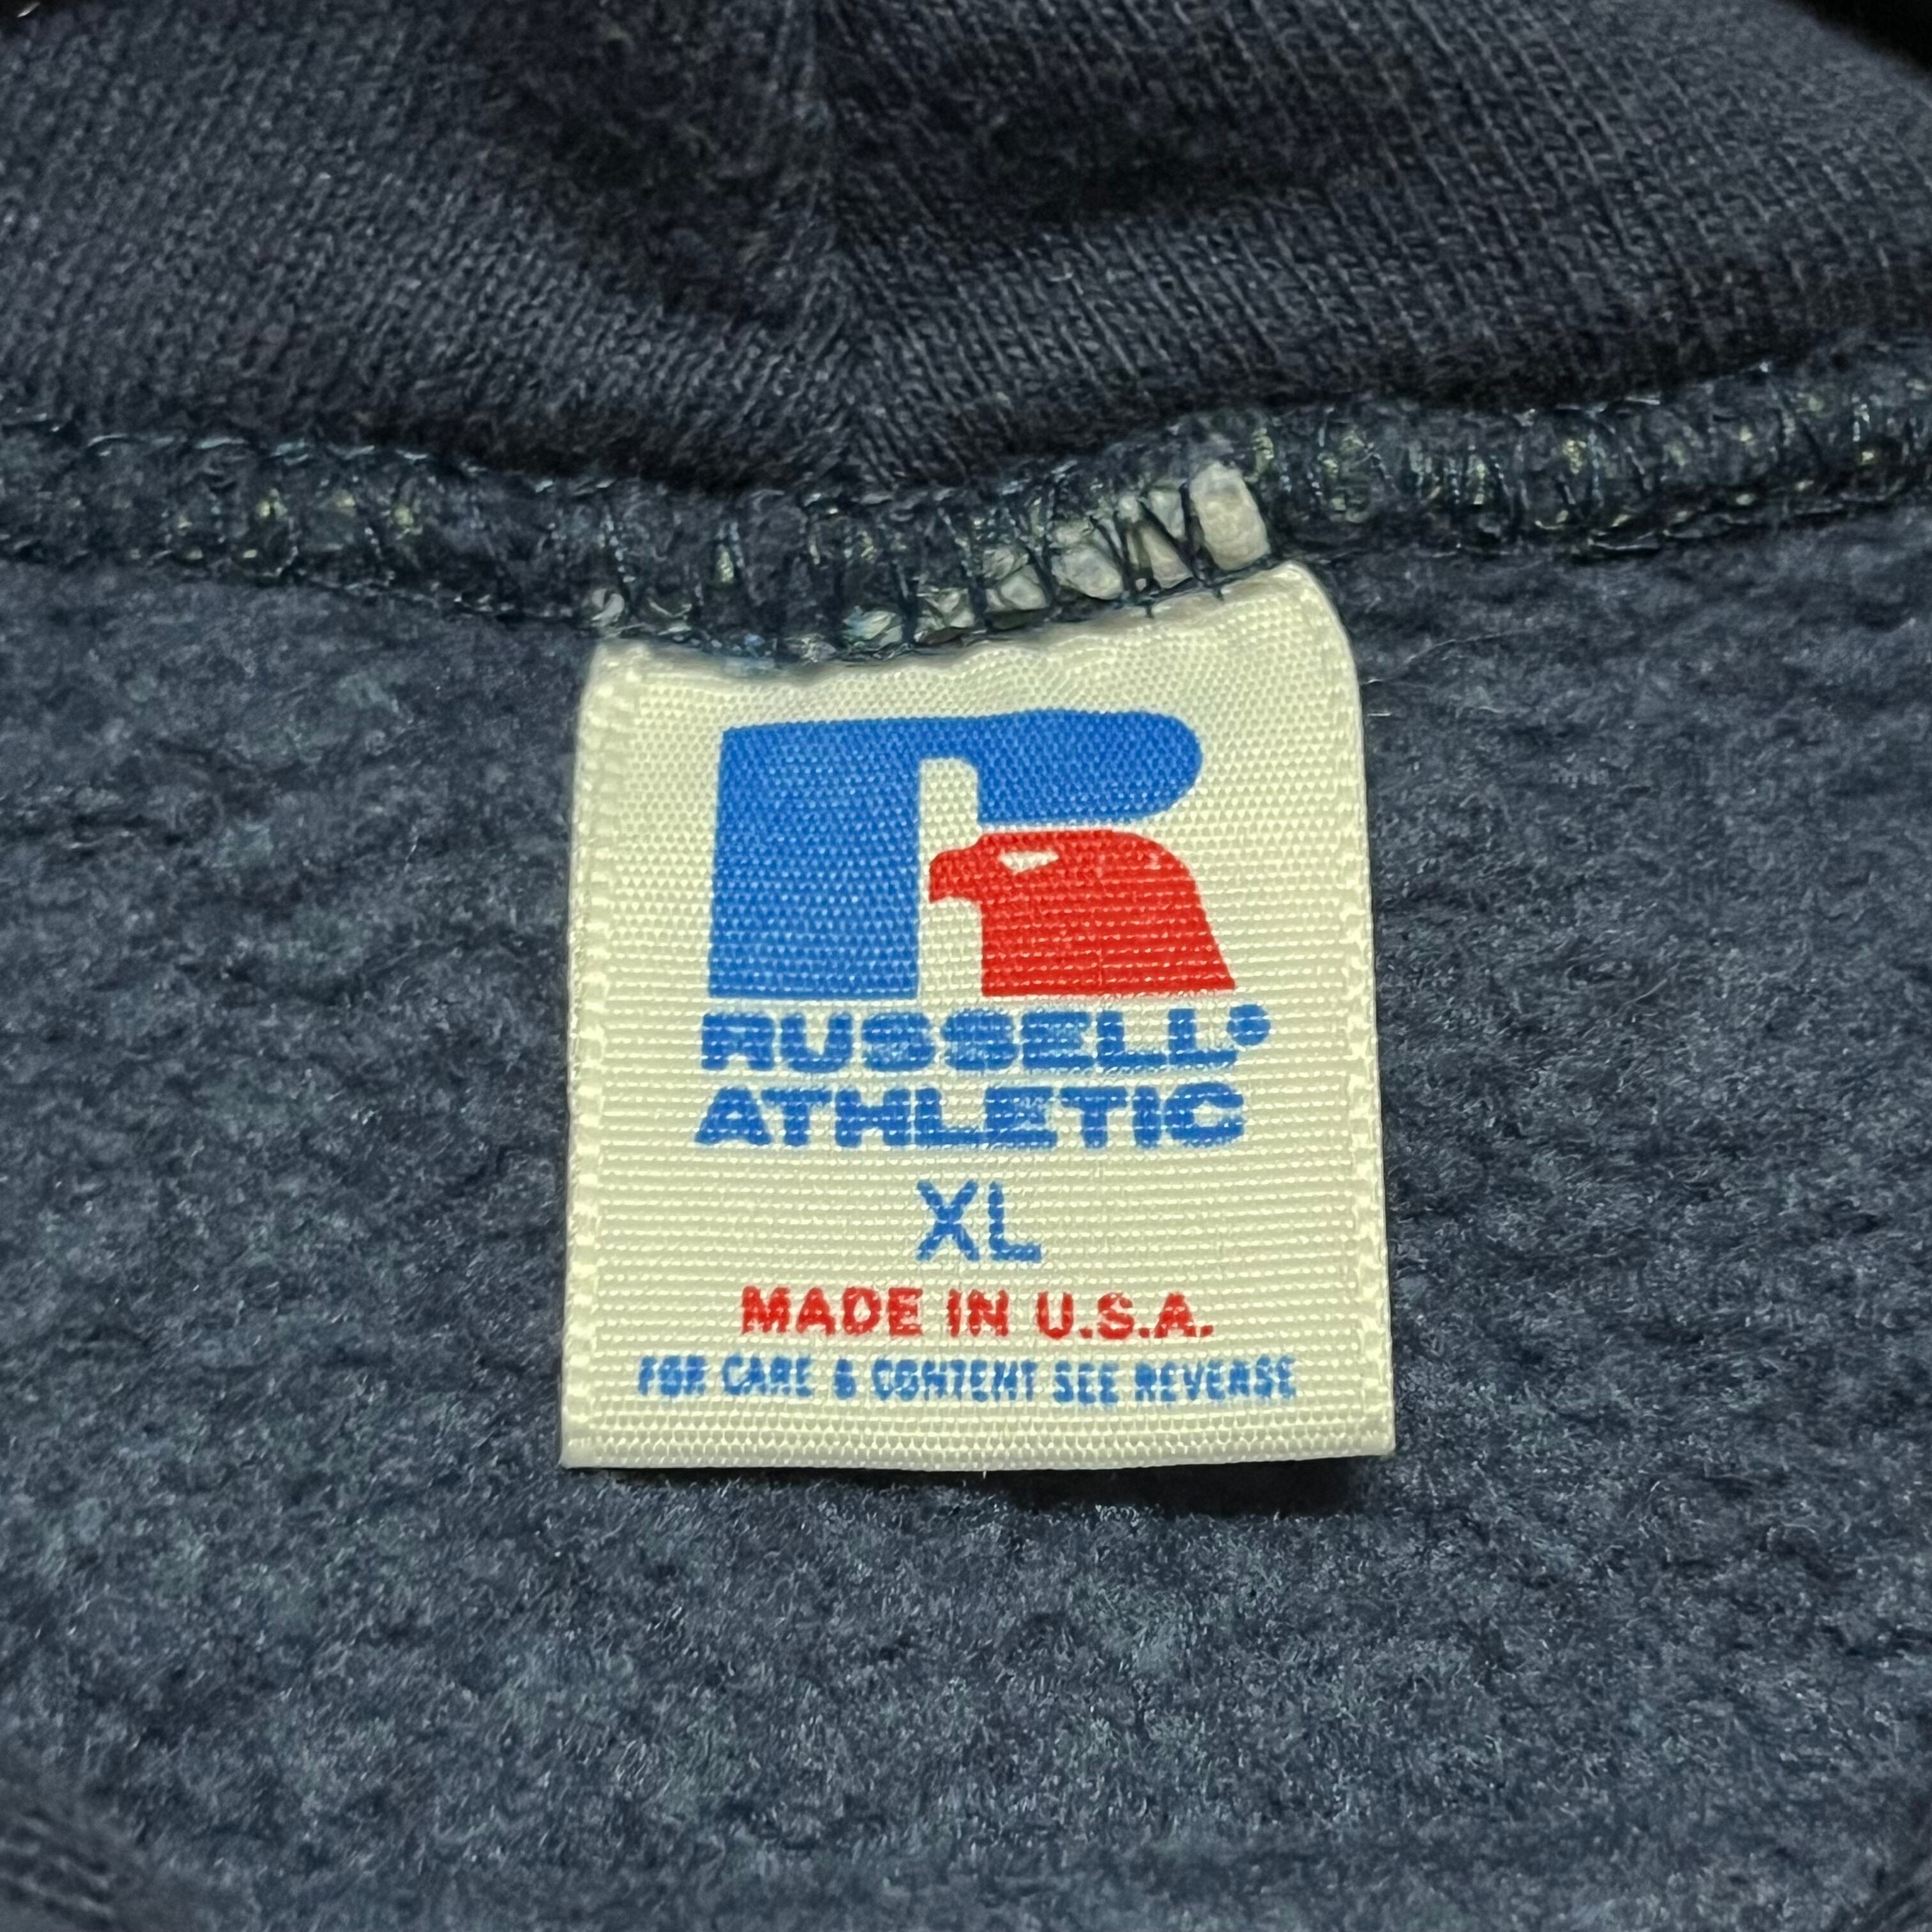 RUSSELL®
ATHLETIC
XL
MADE IN U.S.A.
FOR CARE & CONTENT SEE REVERSE